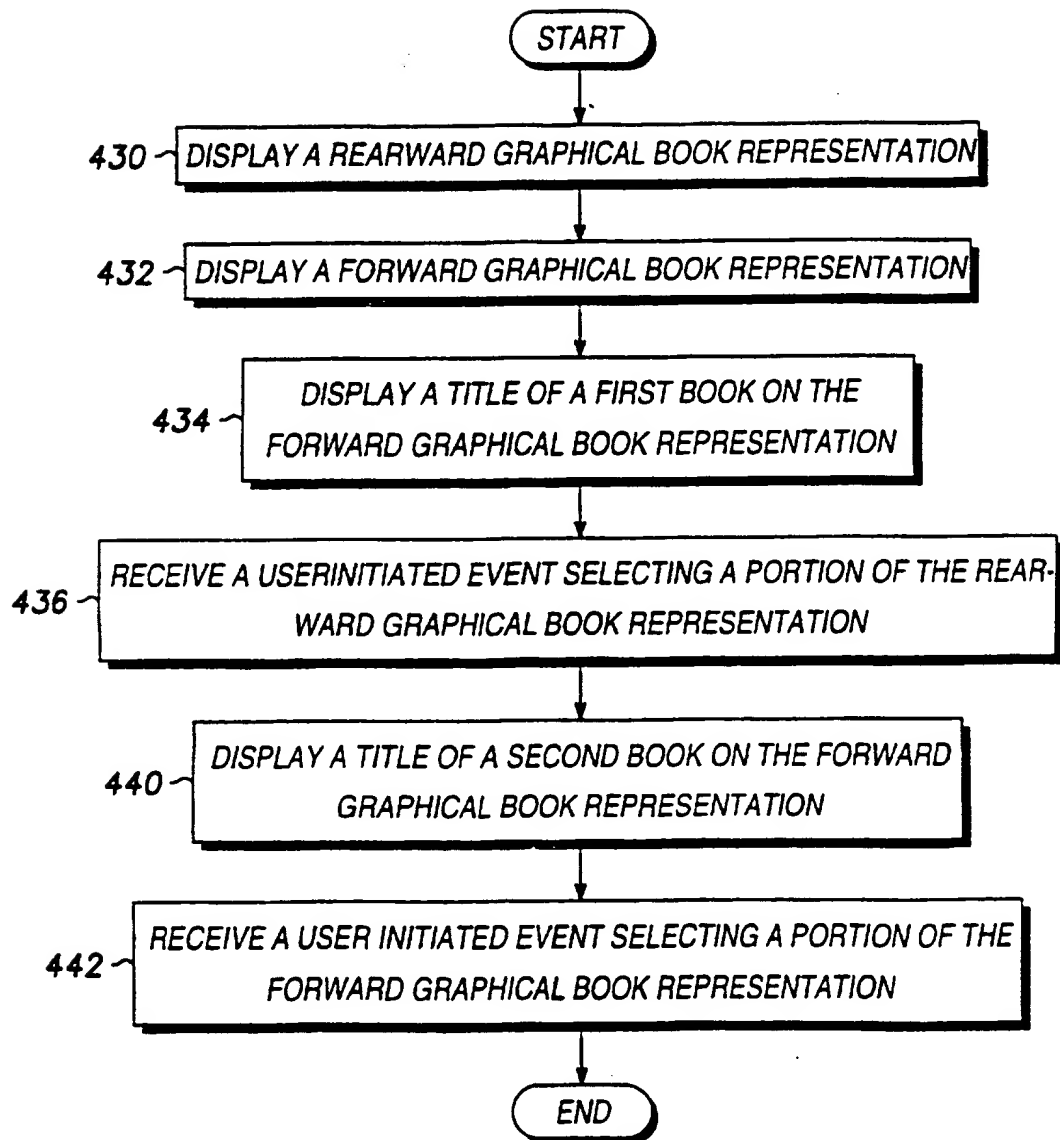 START
430 DISPLAY A REARWARD GRAPHICAL BOOK REPRESENTATION
432 DISPLAY A FORWARD GRAPHICAL BOOK REPRESENTATION
DISPLAY A TITLE OF A FIRST BOOK ON THE
434
FORWARD GRAPHICAL BOOK REPRESENTATION
RECEIVE A USERINITIATED EVENT SELECTING A PORTION OF THE REAR-
436
WARD GRAPHICAL BOOK REPRESENTATION
DISPLAY A TITLE OF A SECOND BOOK ON THE FORWARD
440
GRAPHICAL BOOK REPRESENTATION
RECEIVE A USER INITIATED EVENT SELECTING A PORTION OF THE
442
FORWARD GRAPHICAL BOOK REPRESENTATION
END